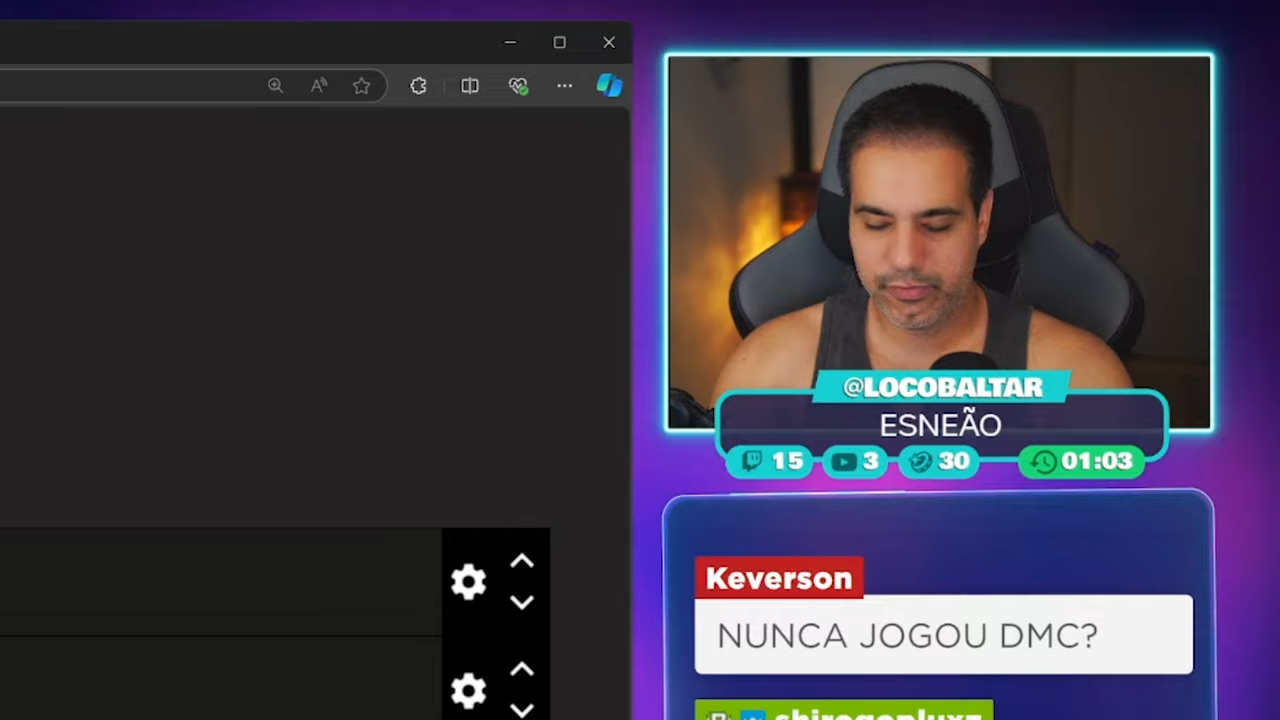 @LOCOBALTAR
ESNEÃO
15 3 30 01:03
Keverson
NUNCA JOGOU DMC?